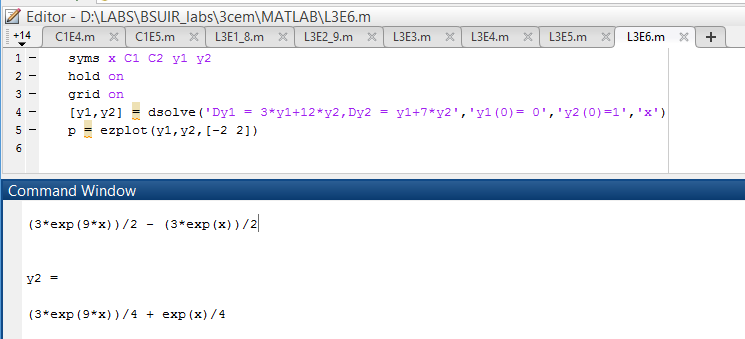 Editor - D:\LABS\BSUIR_labs\3cem\MATLAB\L3E6.m
+14 C1E4.m C1E5.m L3E1_8.m L3E2_9.m L3E3.m L3E4.m L3E5.m L3E6.m
1 - syms x C1 C2 y1 y2
2 - hold on
3 - grid on
4 - [y1,y2] = dsolve('Dy1 = 3*y1+12*y2,Dy2 = y1+7*y2','y1(0)= 0','y2(0)=1','x')
5 - p = ezplot(y1,y2,[-2 2])
6
Command Window
(3*exp(9*x))/2 - (3*exp(x))/2
y2 =
(3*exp(9*x))/4 + exp(x)/4